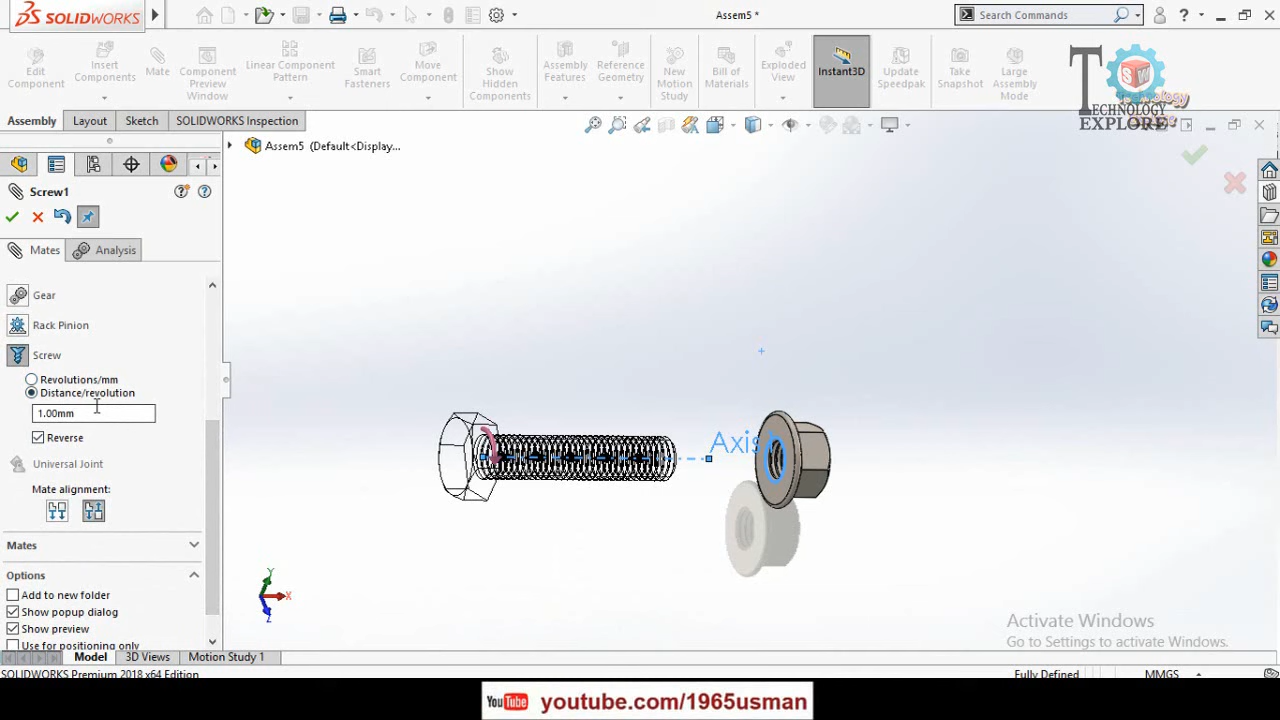 SOLIDWORKS
Assem5 *
Search Commands
Edit
Component
Insert
Components
Mate
Component
Preview
Window
Linear Component
Pattern
Smart
Fasteners
Move
Component
Show
Hidden
Components
Assembly
Features
Reference
Geometry
New
Motion
Study
Bill of
Materials
Exploded
View
Instant3D
Update
Speedpak
Take
Snapshot
Large
Assembly
Mode
TECHNOLOGY
EXPLORE
Assembly
Layout
Sketch
SOLIDWORKS Inspection
Assem5 (Default<Display...
Screw1
Mates
Analysis
Gear
Rack Pinion
Screw
Revolutions/mm
Distance/revolution
1.00mm
Reverse
Universal Joint
Mate alignment:
Mates
Options
Add to new folder
Show popup dialog
Show preview
Use for positioning only
Axis
Y
X
Z
Activate Windows
Go to Settings to activate Windows.
Model
3D Views
Motion Study 1
SOLIDWORKS Premium 2018 x64 Edition
Fully Defined
MMGS
You Tube youtube.com/1965usman